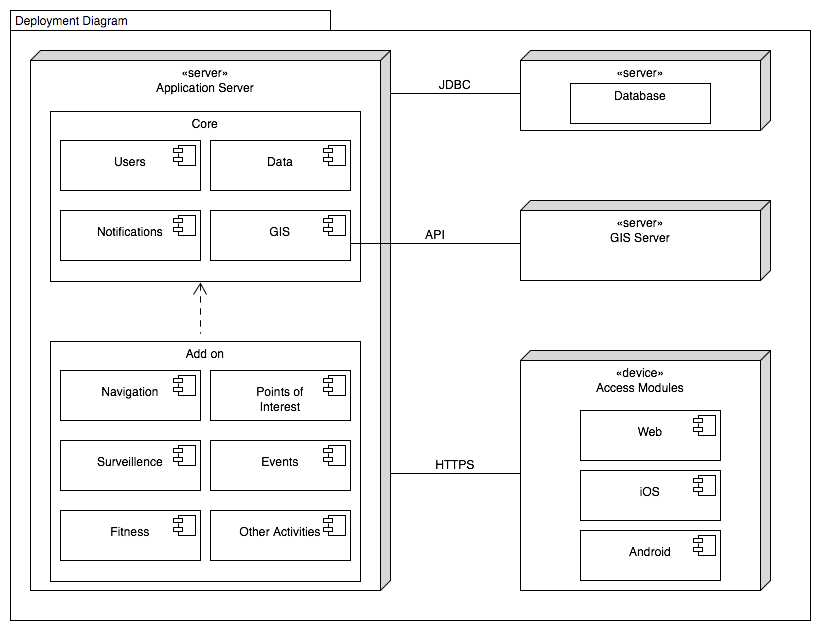 Deployment Diagram
«server»
Application Server
Core
Users
Data
Notifications
GIS
Add on
Navigation
Points of
Interest
Surveillence
Events
Fitness
Other Activities
JDBC
API
HTTPS
«server»
Database
«server»
GIS Server
«device»
Access Modules
Web
iOS
Android